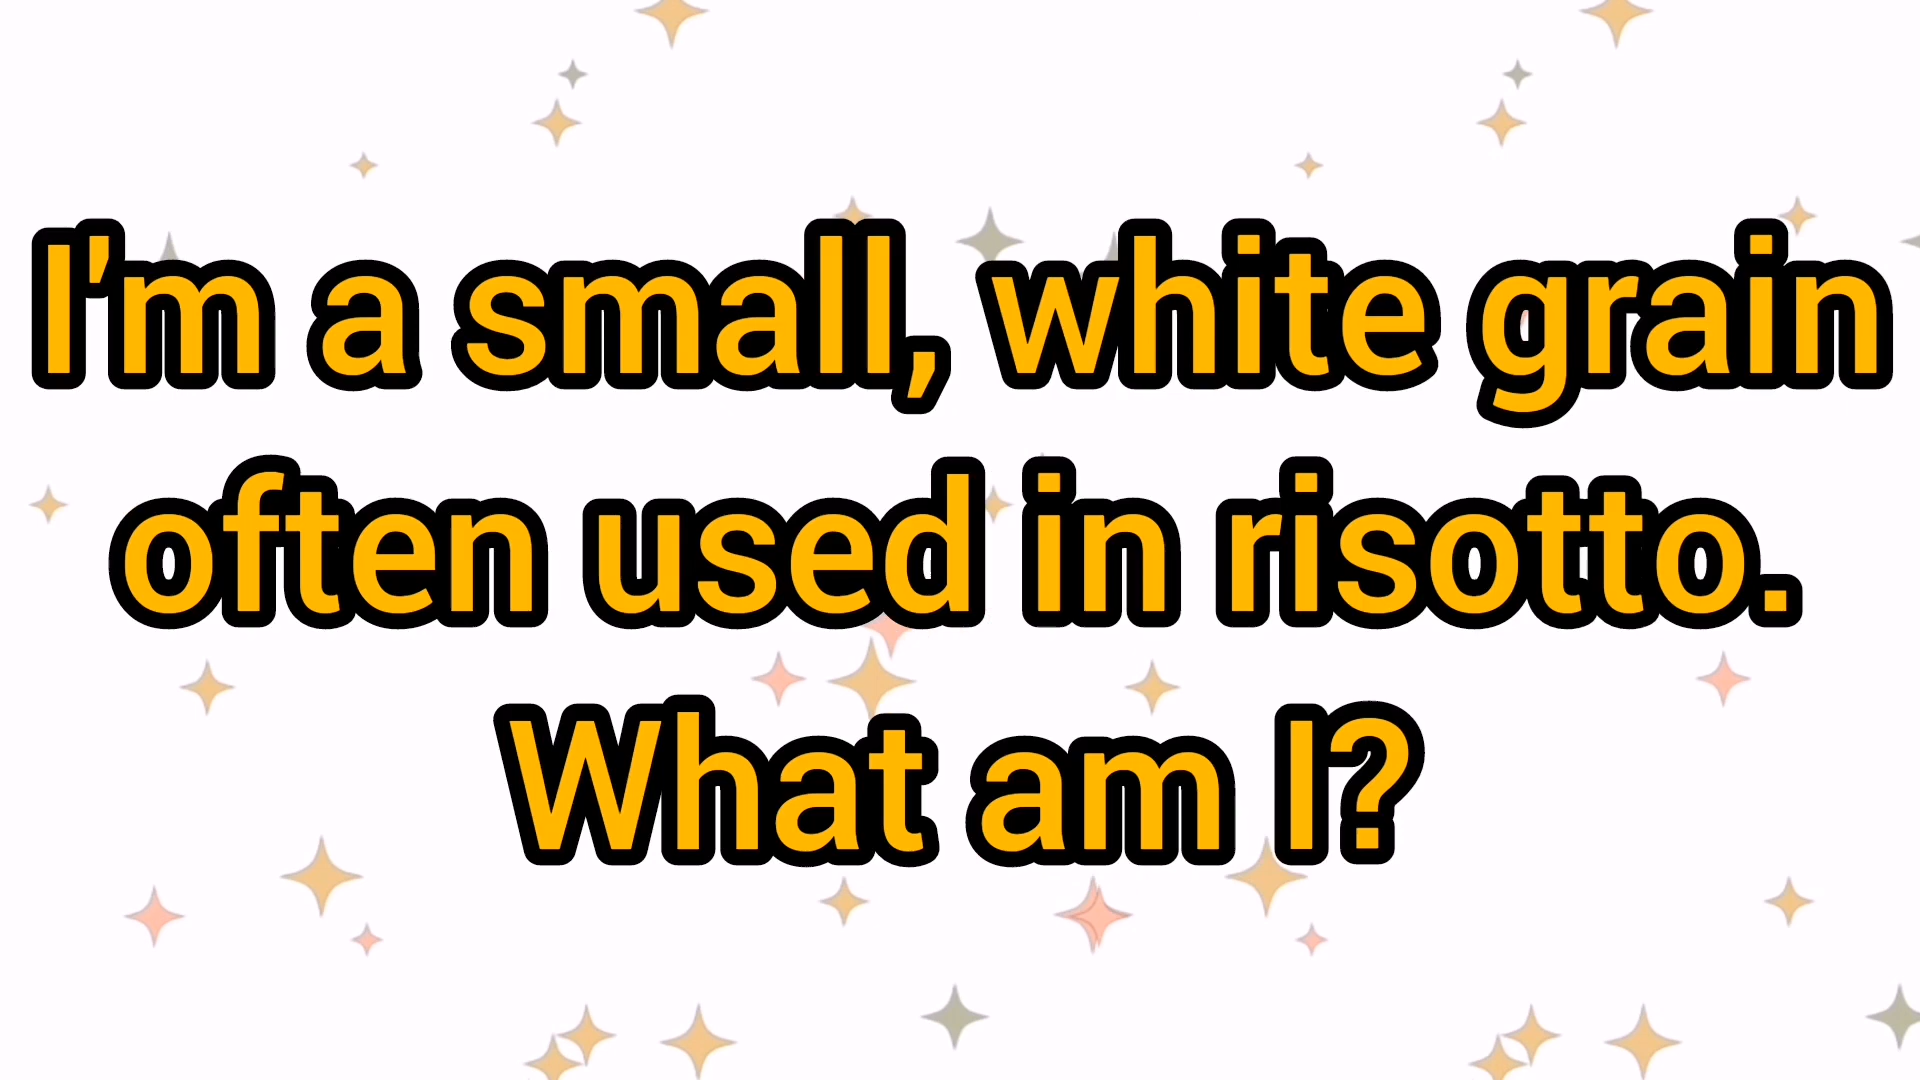 I'm a small, white grain
often used in risotto.
What am I?